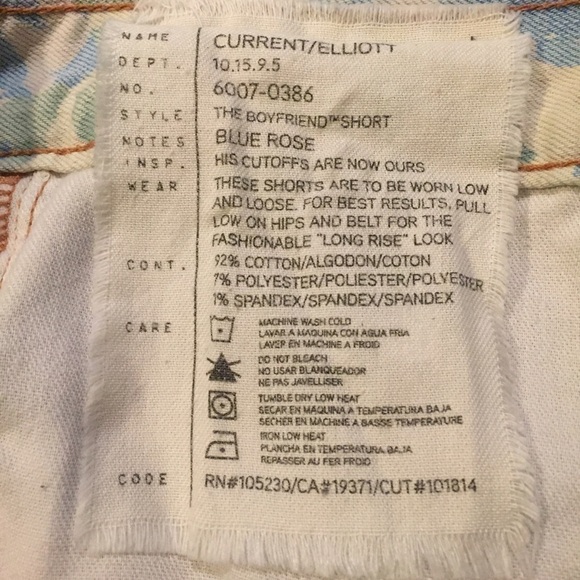 NAME CURRENT/ELLIOTT
DEPT. 10.15.9.5
NO. 6007-0386
STYLE THE BOYFRIEND™SHORT
NOTES BLUE ROSE
INSP. HIS CUTOFFS ARE NOW OURS
WEAR THESE SHORTS ARE TO BE WORN LOW
AND LOOSE. FOR BEST RESULTS, PULL
LOW ON HIPS AND BELT FOR THE
FASHIONABLE "LONG RISE" LOOK
CONT. 92% COTTON/ALGODON/COTON
7% POLYESTER/POLIESTER/POLYESTER
1% SPANDEX/SPANDEX/SPANDEX
CARE MACHINE WASH COLD
LAVAR A MAQUINA CON AGUA FRIA
LAVER EN MACHINE A FROID
DO NOT BLEACH
NO USAR BLANQUEADOR
NE PAS JAVELLISER
TUMBLE DRY LOW HEAT
SECAR EN MAQUINA A TEMPERATURA BAJA
SECHER EN MACHINE A BASSE TEMPERATURE
IRON LOW HEAT
PLANCHA EN TEMPERATURA BAJA
REPASSER AU FER FROID
CODE RN#105230/CA#19371/CUT#101814